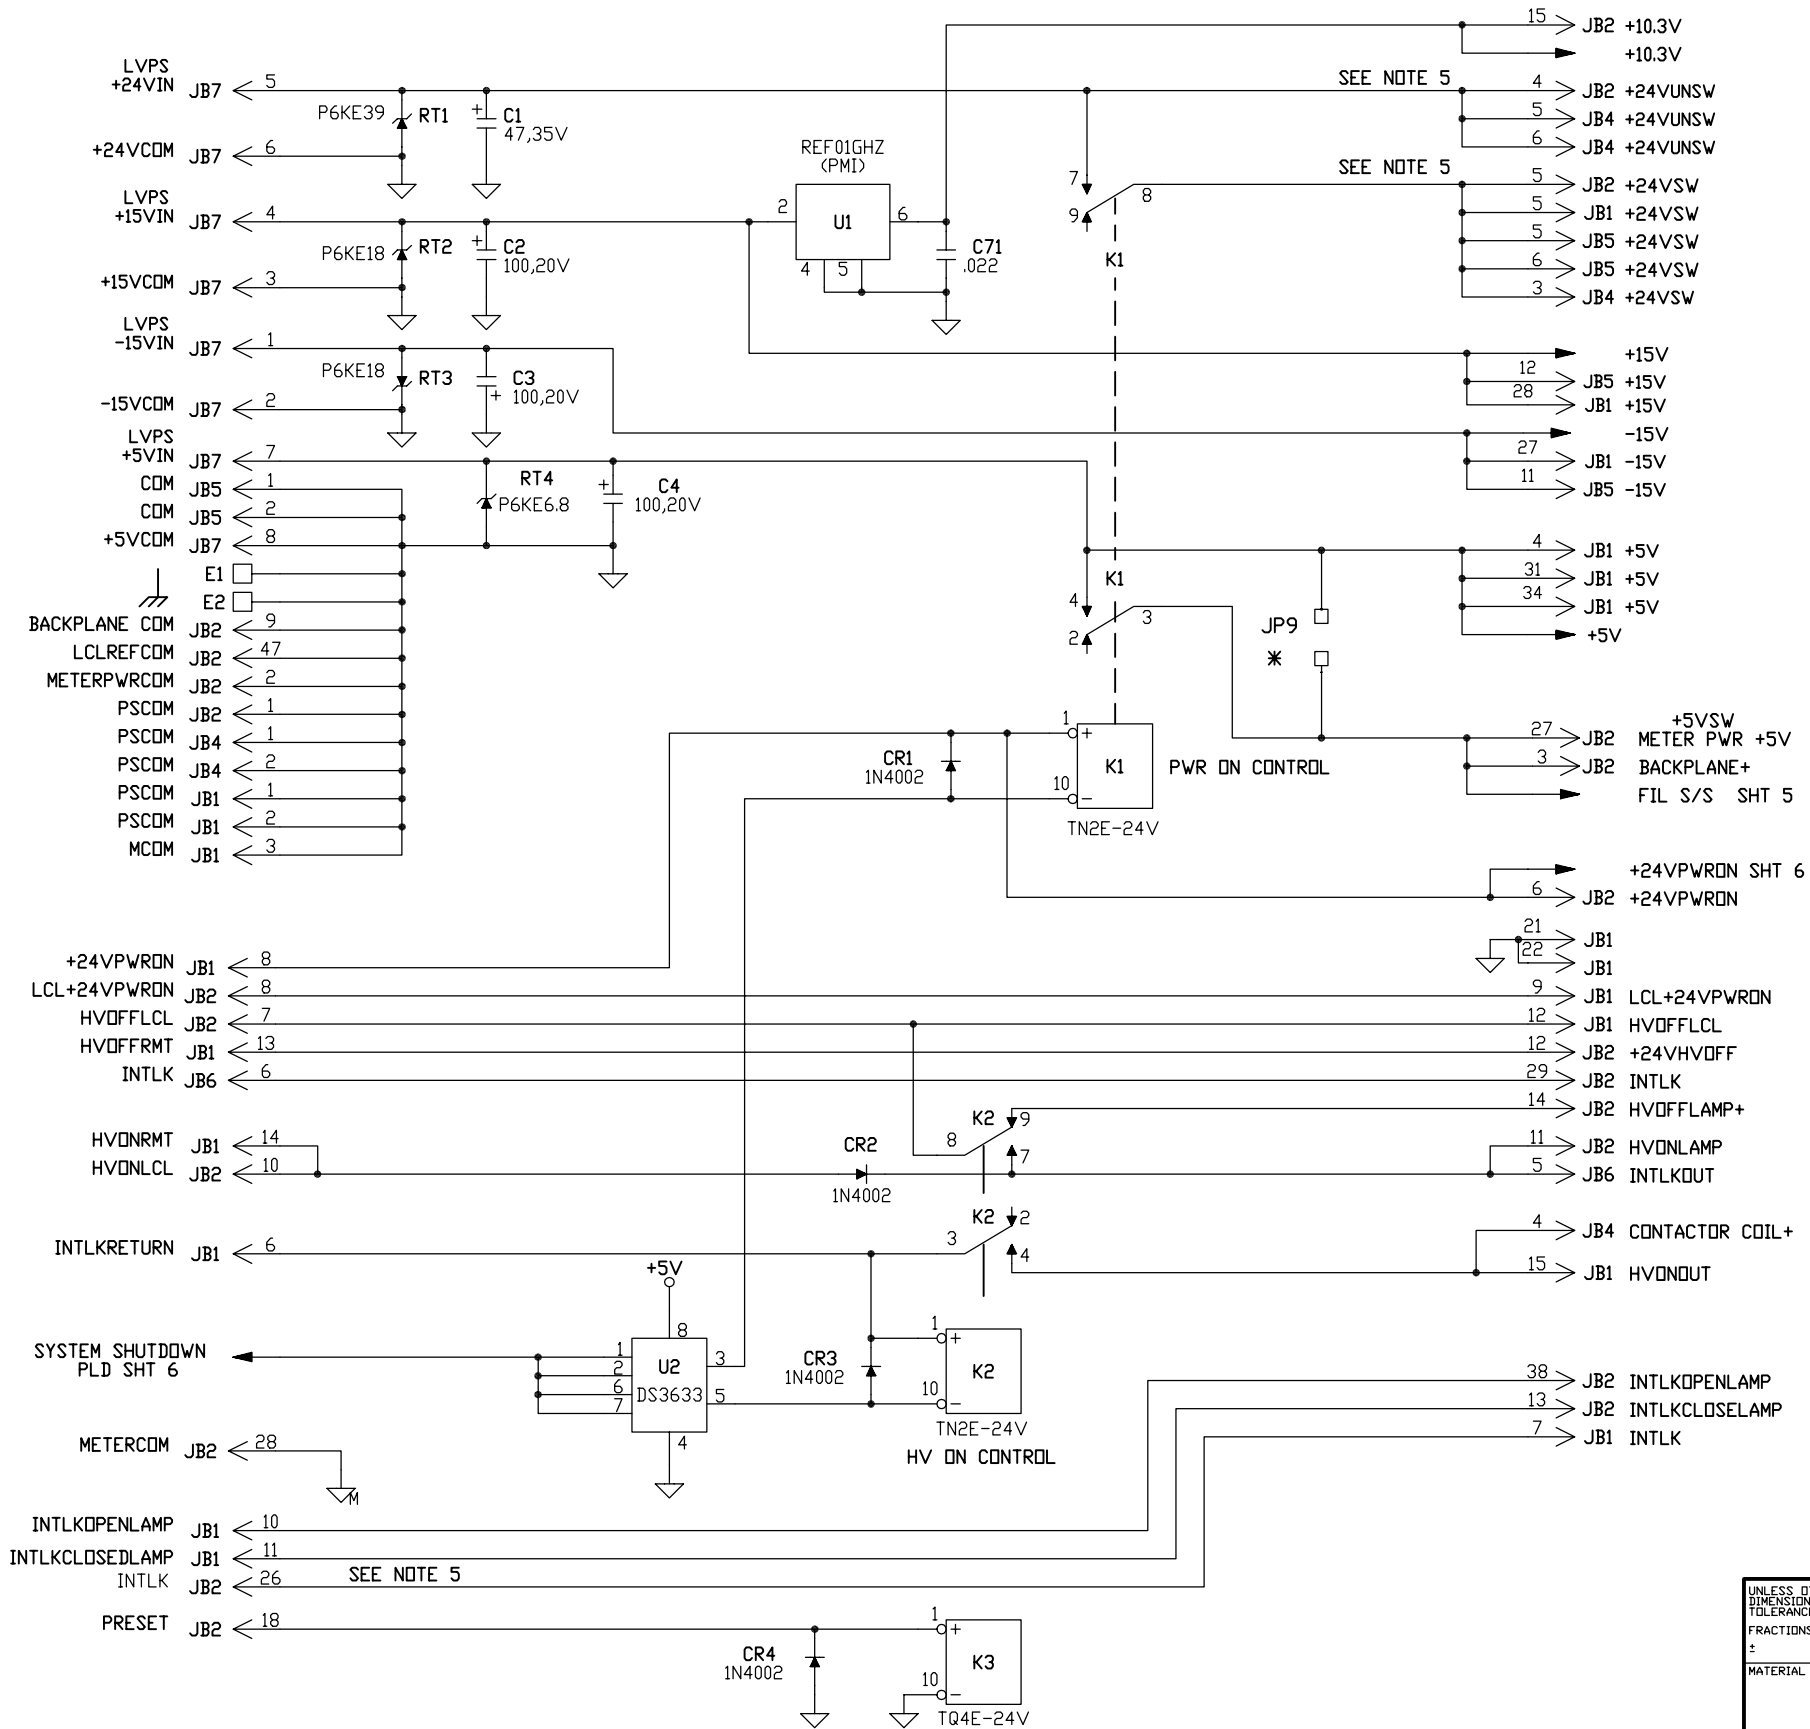 15 JB2 +10.3V
+10.3V
LVPS
+24VIN JB7 5
P6KE39 RT1
+ C1
47,35V
SEE NOTE 5
4 JB2 +24VUNSW
5 JB4 +24VUNSW
6 JB4 +24VUNSW
+24VCOM JB7 6
REF01GHZ
(PMI)
SEE NOTE 5
7
8
9
K1
5 JB2 +24VSW
5 JB1 +24VSW
5 JB5 +24VSW
6 JB5 +24VSW
3 JB4 +24VSW
LVPS
+15VIN JB7 4
P6KE18 RT2
+ C2
100,20V
2 U1 6
4 5
C71
.022
+15VCOM JB7 3
LVPS
-15VIN JB7 1
P6KE18 RT3
C3
+ 100,20V
+15V
12 JB5 +15V
28 JB1 +15V
-15VCOM JB7 2
-15V
27 JB1 -15V
11 JB5 -15V
LVPS
+5VIN JB7 7
RT4
P6KE6.8
+ C4
100,20V
COM JB5 1
COM JB5 2
+5VCOM JB7 8
E1
E2
4 JB1 +5V
31 JB1 +5V
34 JB1 +5V
+5V
K1
4
3
2
JP9
*
BACKPLANE COM JB2 9
LCLREFCOM JB2 47
METERPWRCOM JB2 2
PSCOM JB2 1
PSCOM JB4 1
PSCOM JB4 2
PSCOM JB1 1
PSCOM JB1 2
MCOM JB1 3
CR1
1N4002
1 +
K1
10 -
TN2E-24V
PWR ON CONTROL
+5VSW
27 JB2 METER PWR +5V
3 JB2 BACKPLANE+
FIL S/S SHT 5
+24VPWRON SHT 6
6 JB2 +24VPWRON
21 JB1
22 JB1
+24VPWRON JB1 8
LCL+24VPWRON JB2 8
9 JB1 LCL+24VPWRON
HVOFFLCL JB2 7
12 JB1 HVOFFLCL
HVOFFRMT JB1 13
12 JB2 +24VHVOFF
INTLK JB6 6
29 JB2 INTLK
K2 9
8
7
14 JB2 HVOFFLAMP+
HVONRMT JB1 14
HVONLCL JB2 10
CR2
1N4002
11 JB2 HVONLAMP
5 JB6 INTLKOUT
K2 2
3
4
INTLKRETURN JB1 6
4 JB4 CONTACTOR COIL+
15 JB1 HVONOUT
+5V
8
SYSTEM SHUTDOWN
PLD SHT 6
1
2
6
7
U2
DS3633
3
5
4
CR3
1N4002
1 +
K2
10 -
TN2E-24V
HV ON CONTROL
38 JB2 INTLKOPENLAMP
13 JB2 INTLKCLOSELAMP
7 JB1 INTLK
METERCOM JB2 28
M
INTLKOPENLAMP JB1 10
INTLKCLOSEDLAMP JB1 11
INTLK JB2 26
SEE NOTE 5
PRESET JB2 18
CR4
1N4002
1 +
K3
10 -
TQ4E-24V
UNLESS
DIMENSION
FRACTIONS
±
MATERIAL